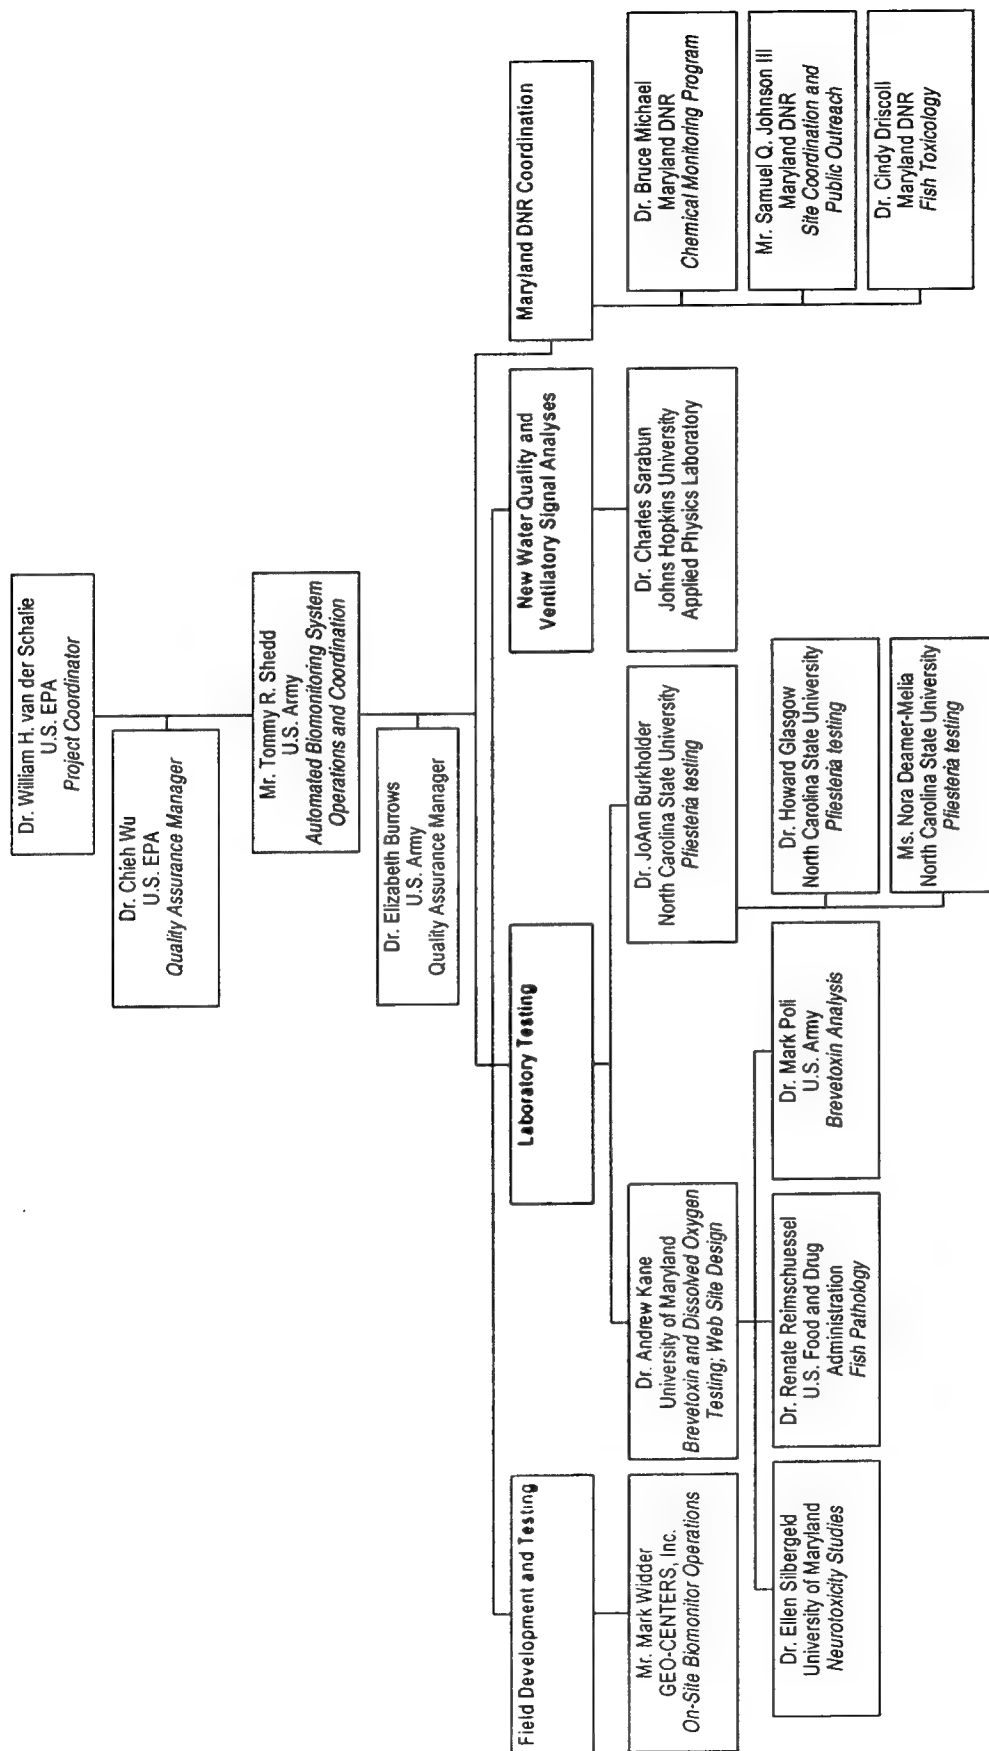 Dr. William H. van der Schalie
U.S. EPA
Project Coordinator
Dr. Chieh Wu
U.S. EPA
Quality Assurance Manager
Mr. Tommy R. Shedd
U.S. Army
Automated Biomonitoring System
Operations and Coordination
Dr. Elizabeth Burrows
U.S. Army
Quality Assurance Manager
Field Development and Testing
Laboratory Testing
New Water Quality and
Ventilatory Signal Analyses
Maryland DNR Coordination
Mr. Mark Widder
GEO-CENTERS, Inc.
On-Site Biomonitor Operations
Dr. Andrew Kane
University of Maryland
Brevetoxin and Dissolved Oxygen
Testing; Web Site Design
Dr. JoAnn Burkholder
North Carolina State University
Pfiesteria testing
Dr. Charles Sarabun
Johns Hopkins University
Applied Physics Laboratory
Dr. Bruce Michael
Maryland DNR
Chemical Monitoring Program
Dr. Ellen Silbergeld
University of Maryland
Neurotoxicity Studies
Dr. Renate Reimschuessel
U.S. Food and Drug
Administration
Fish Pathology
Dr. Mark Poli
U.S. Army
Brevetoxin Analysis
Dr. Howard Glasgow
North Carolina State University
Pfiesteria testing
Ms. Nora Deamer-Melia
North Carolina State University
Pfiesteria testing
Mr. Samuel Q. Johnson III
Maryland DNR
Site Coordination and
Public Outreach
Dr. Cindy Driscoll
Maryland DNR
Fish Toxicology